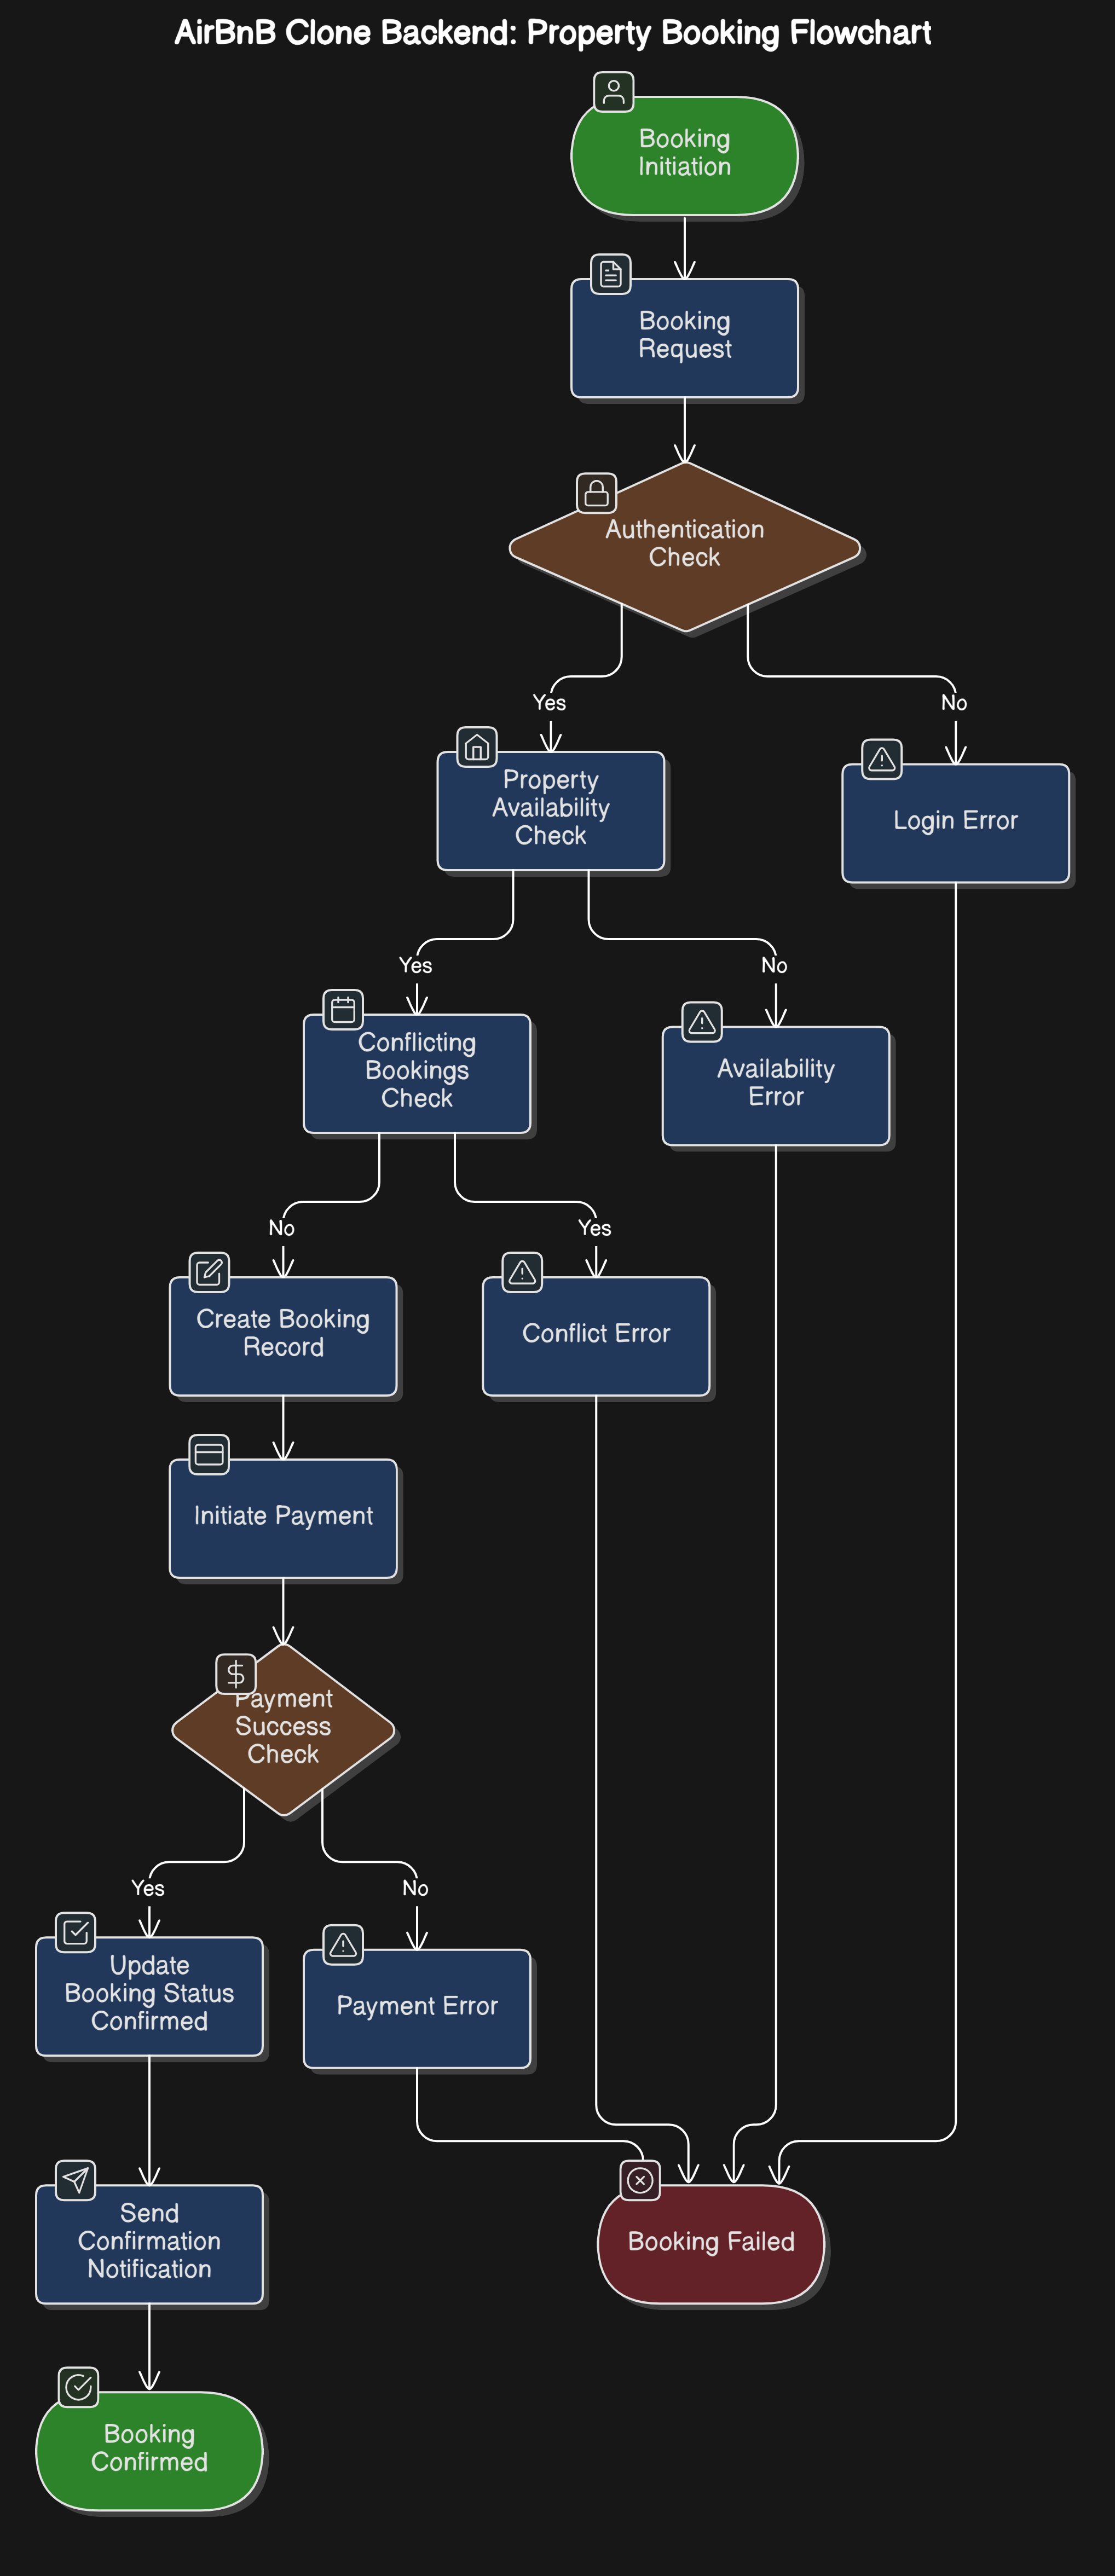 AirBnB Clone Backend: Property Booking Flowchart
Booking
Initiation
Booking
Request
Authentication
Check
Yes
No
Property
Availability
Check
Login Error
Yes
No
Conflicting
Bookings
Check
Availability
Error
No
Yes
Create Booking
Record
Conflict Error
Initiate Payment
$
Payment
Success
Check
Yes
No
Update
Booking Status
Confirmed
Payment Error
Send
Confirmation
Notification
Booking Failed
Booking
Confirmed